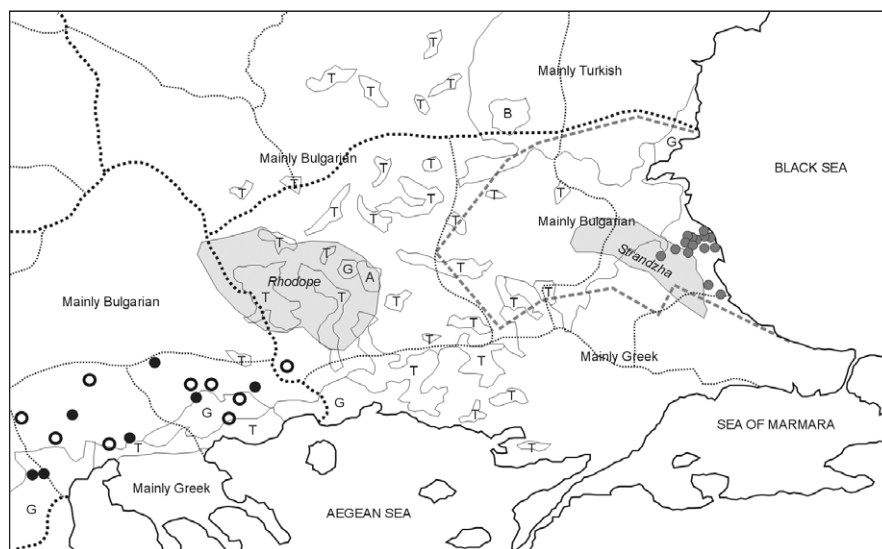 Mainly Turkish
T
T
T
T
B
G
Mainly Bulgarian
T
T
BLACK SEA
T
T
T
T
T
T
T
Mainly Bulgarian
T
T
T
Strandzha
G
A
T
Rhodope
T
T
T
T
T
Mainly Bulgarian
T
T
T
T
Mainly Greek
T
T
T
G
G
SEA OF MARMARA
T
T
T
T
Mainly Greek
G
AEGEAN SEA